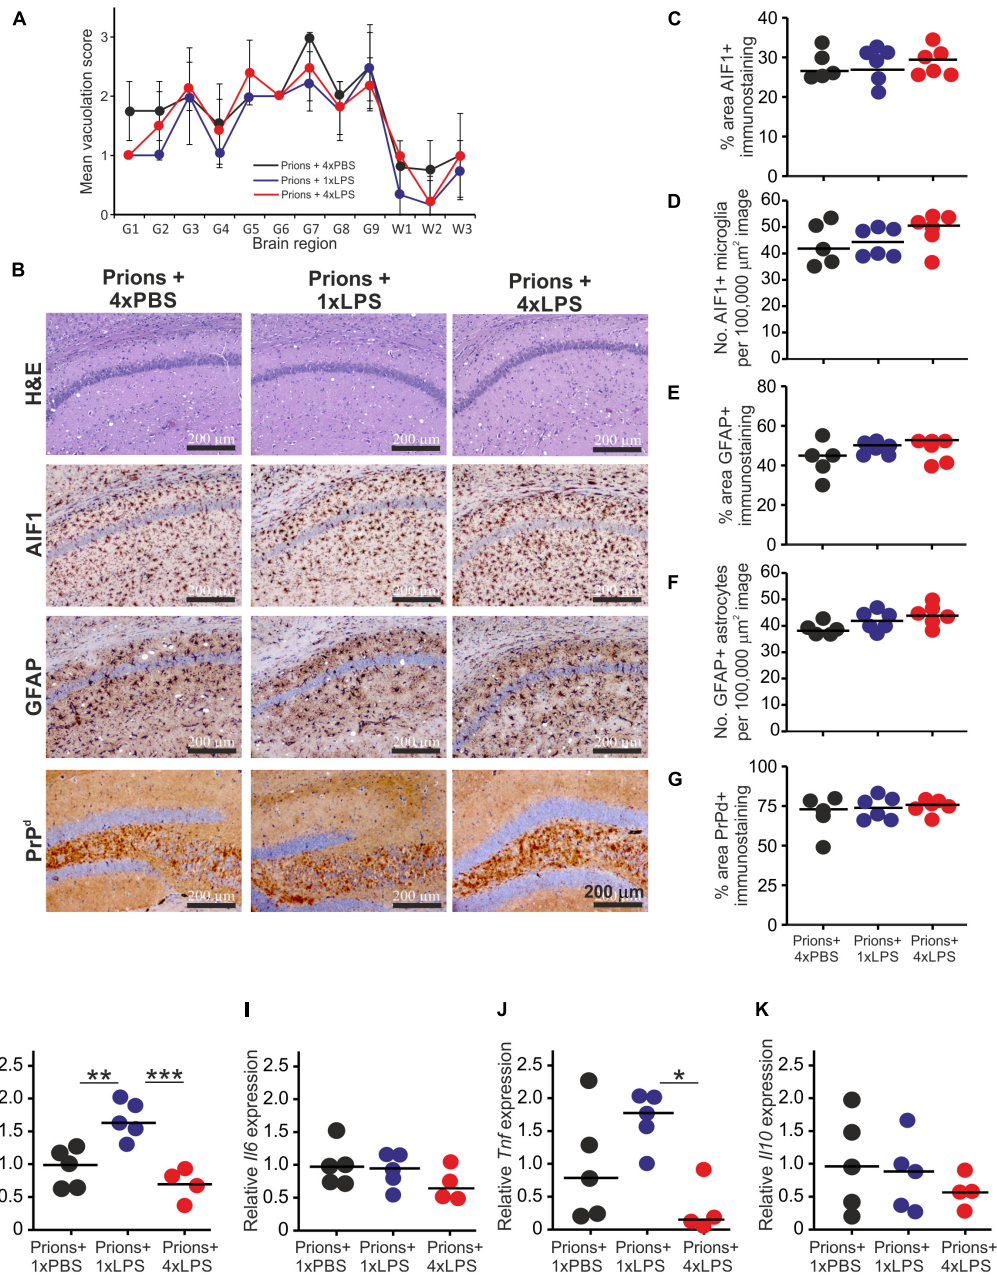 A
Mean vacuolation score
3
2
1
0
Prions + 4xPBS
Prions + 1xLPS
Prions + 4xLPS
G1 G2 G3 G4 G5 G6 G7 G8 G9 W1 W2 W3
Brain region
B
Prions +
4xPBS
Prions +
1xLPS
Prions +
4xLPS
H&E
200 µm
200 µm
200 µm
AIF1
200 µm
200 µm
200 µm
GFAP
200 µm
200 µm
200 µm
PrPd
200 µm
200 µm
200 µm
C
% area AIF1+
immunostaining
40
30
20
0
D
No. AIF1+ microglia
per 100,000 µm2 image
60
50
40
30
20
10
0
E
% area GFAP+
immunostaining
80
60
40
20
0
F
No. GFAP+ astrocytes
per 100,000 µm2 image
60
50
40
30
20
10
0
G
% area PrPd+
immunostaining
100
75
50
25
0
Prions+
4xPBS
Prions+
1xLPS
Prions+
4xLPS
2.5
2.0
1.5
1.0
0.5
0
** ***
Prions+
1xPBS
Prions+
1xLPS
Prions+
4xLPS
I
Relative Il6 expression
2.5
2.0
1.5
1.0
0.5
0
Prions+
1xPBS
Prions+
1xLPS
Prions+
4xLPS
J
Relative Tnf expression
2.5
2.0
1.5
1.0
0.5
0
*
Prions+
1xPBS
Prions+
1xLPS
Prions+
4xLPS
K
Relative Il10 expression
2.5
2.0
1.5
1.0
0.5
0
Prions+
1xPBS
Prions+
1xLPS
Prions+
4xLPS